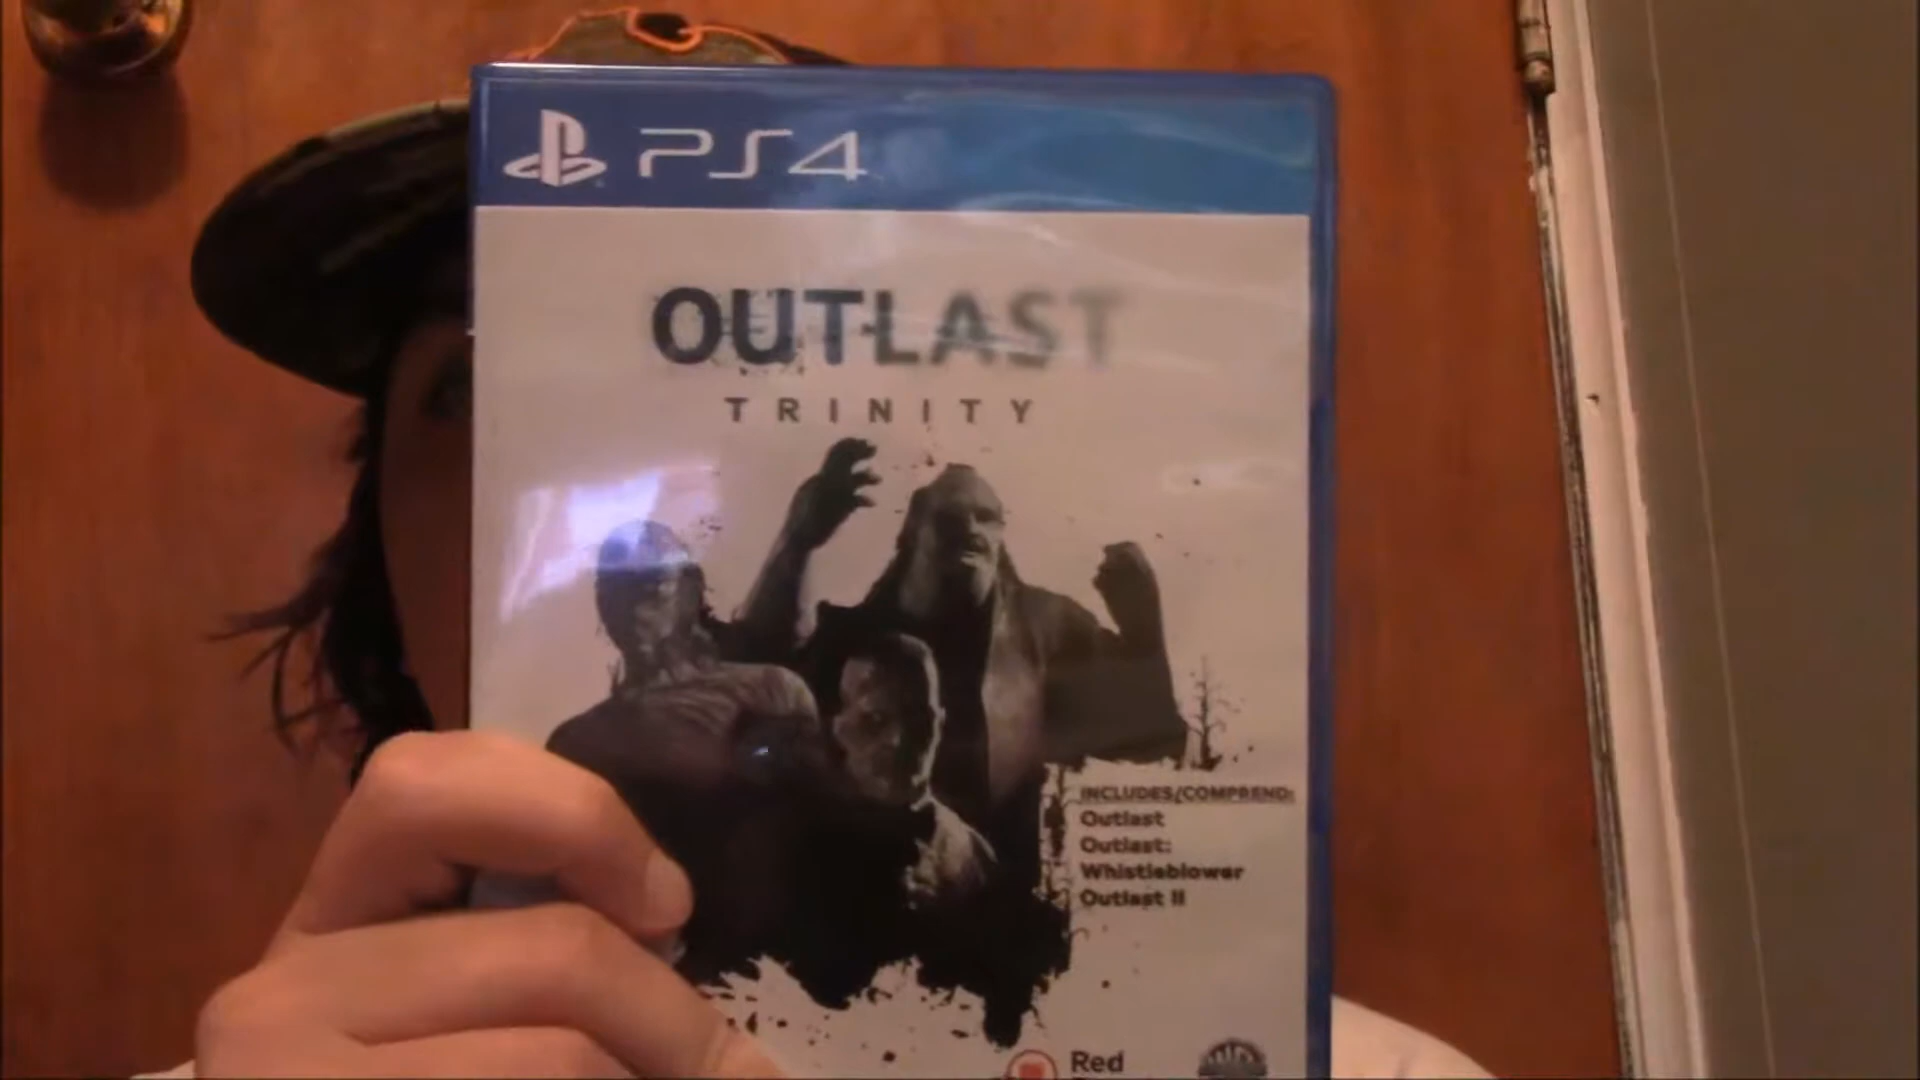 PS4
OUTLAST
TRINITY
INCLUDES/COMPREND:
Outlast
Outlast:
Whistleblower
Outlast II
Red